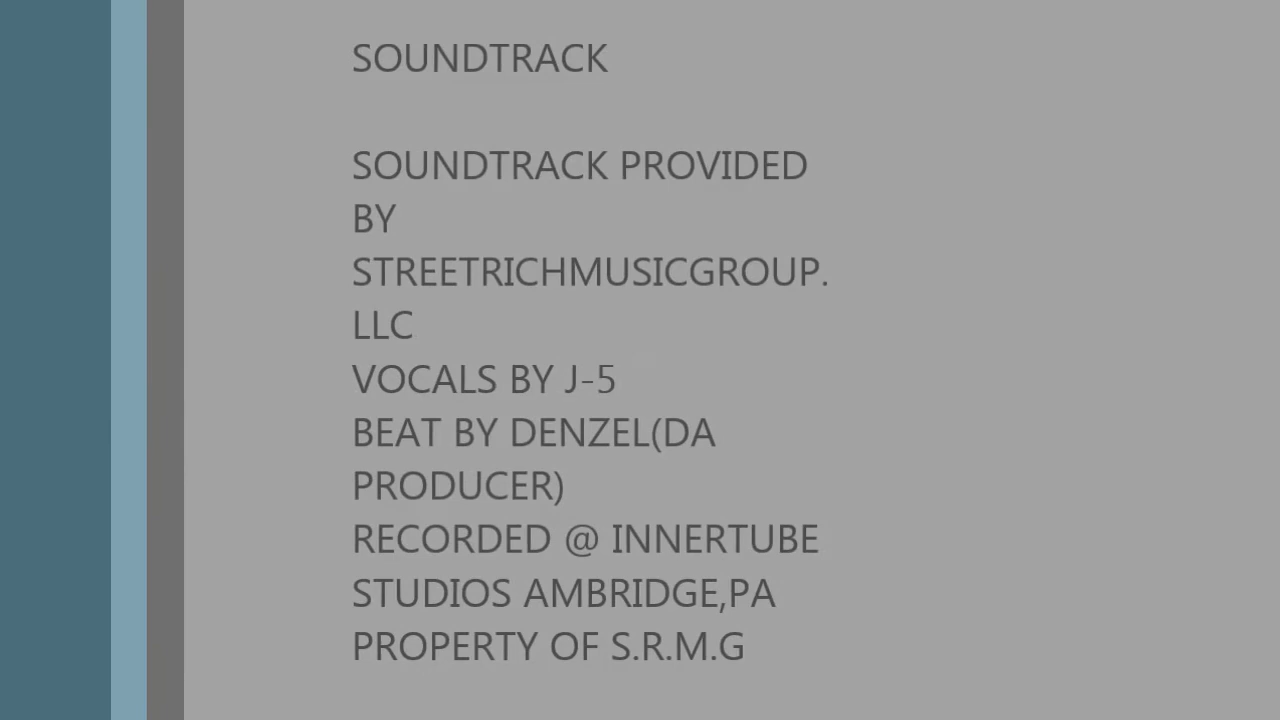 SOUNDTRACK
SOUNDTRACK PROVIDED
BY
STREETRICHMUSICGROUP.
LLC
VOCALS BY J-5
BEAT BY DENZEL(DA
PRODUCER)
RECORDED @ INNERTUBE
STUDIOS AMBRIDGE,PA
PROPERTY OF S.R.M.G